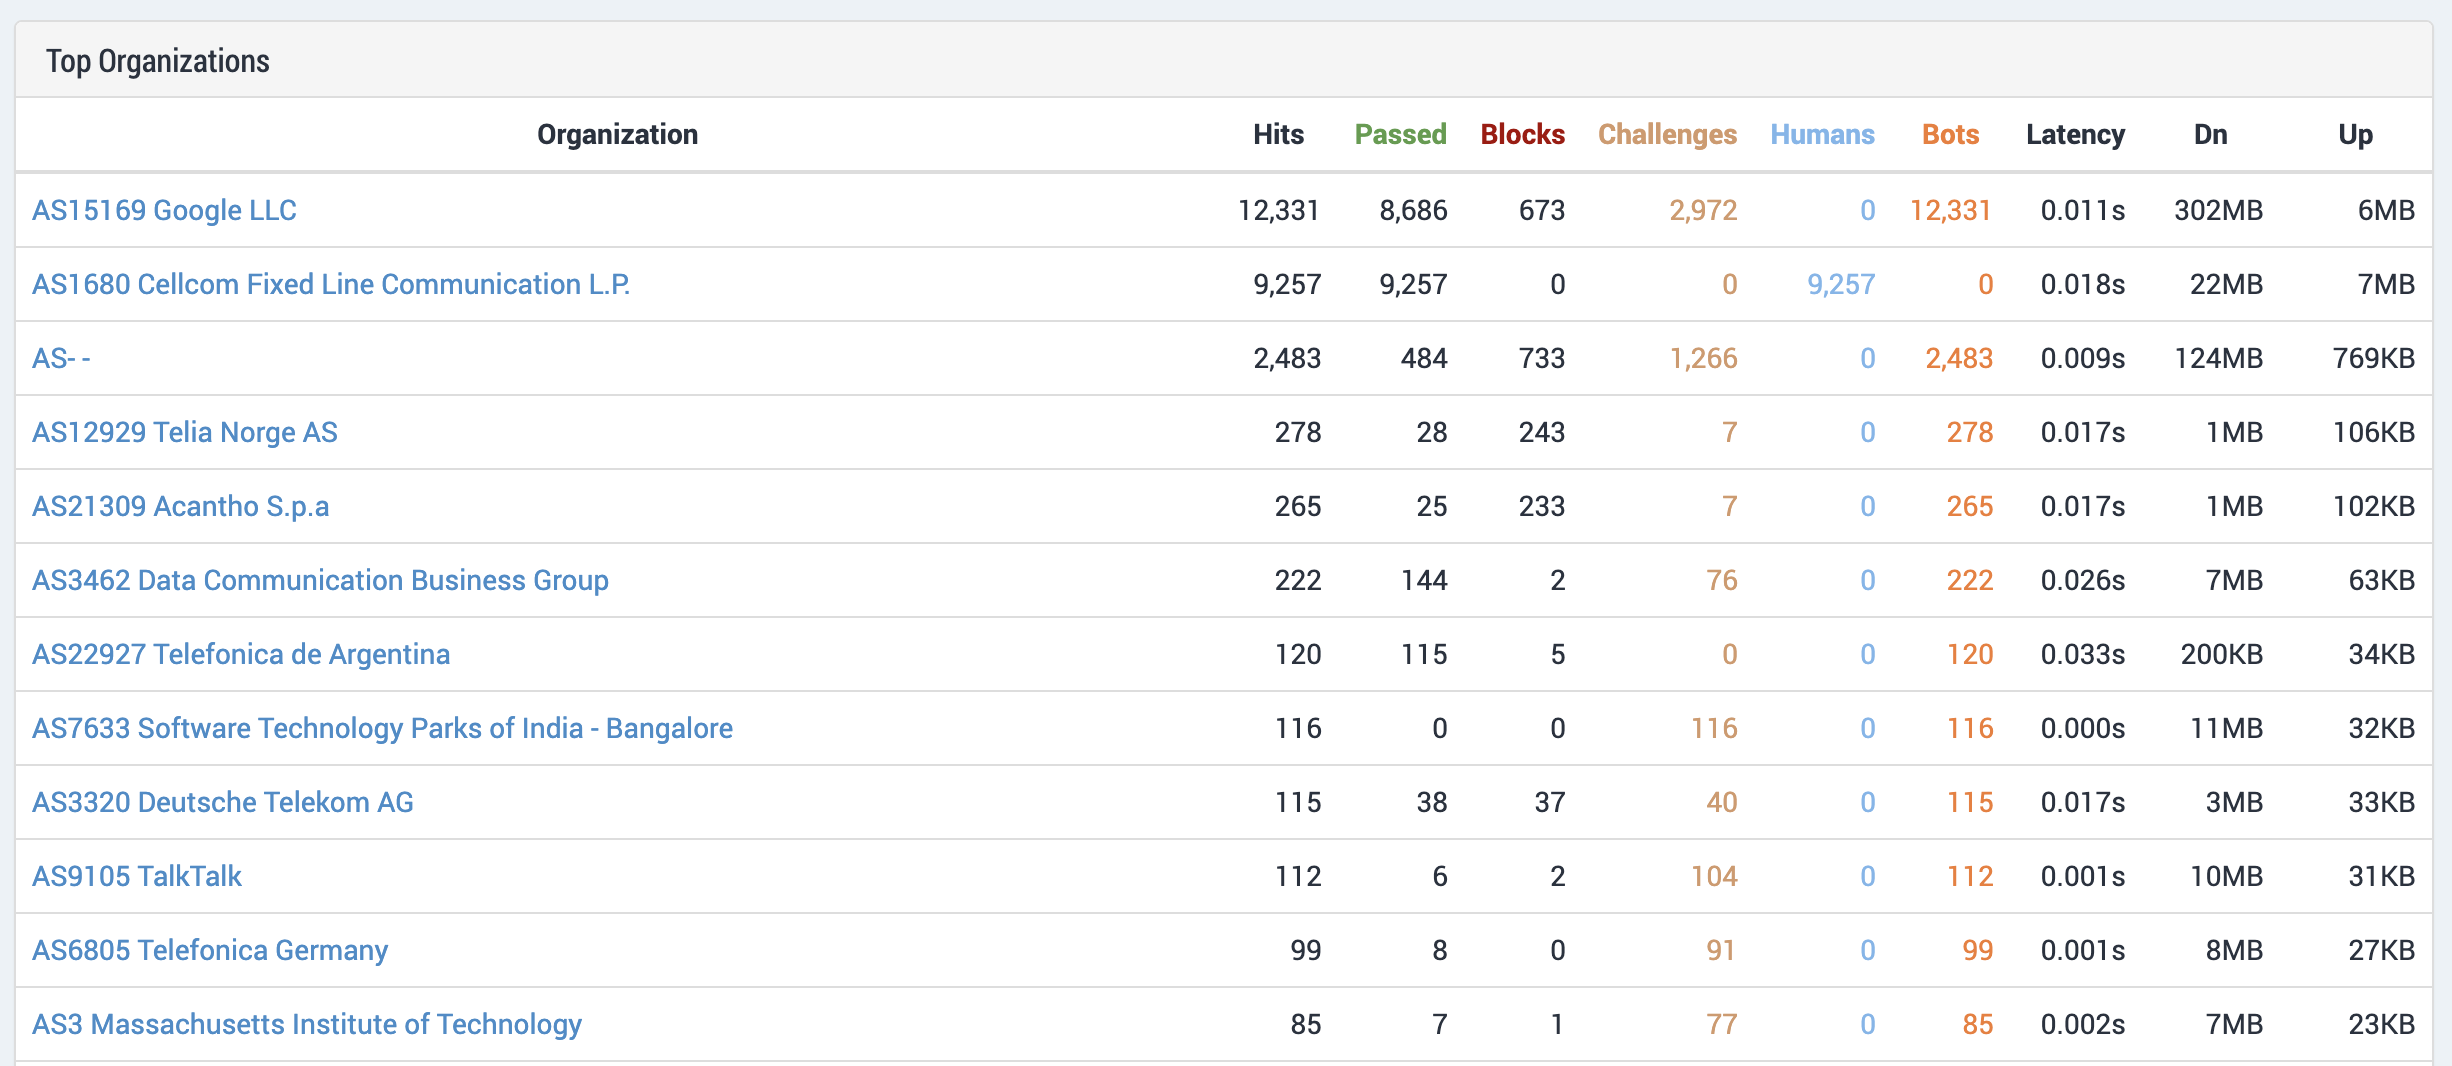 Top Organizations
Organization Hits Passed Blocks Challenges Humans Bots Latency Dn Up
AS15169 Google LLC 12,331 8,686 673 2,972 0 12,331 0.011s 302MB 6MB
AS1680 Cellcom Fixed Line Communication L.P. 9,257 9,257 0 0 9,257 0 0.018s 22MB 7MB
AS- - 2,483 484 733 1,266 0 2,483 0.009s 124MB 769KB
AS12929 Telia Norge AS 278 28 243 7 0 278 0.017s 1MB 106KB
AS21309 Acantho S.p.a 265 25 233 7 0 265 0.017s 1MB 102KB
AS3462 Data Communication Business Group 222 144 2 76 0 222 0.026s 7MB 63KB
AS22927 Telefonica de Argentina 120 115 5 0 0 120 0.033s 200KB 34KB
AS7633 Software Technology Parks of India - Bangalore 116 0 0 116 0 116 0.000s 11MB 32KB
AS3320 Deutsche Telekom AG 115 38 37 40 0 115 0.017s 3MB 33KB
AS9105 TalkTalk 112 6 2 104 0 112 0.001s 10MB 31KB
AS6805 Telefonica Germany 99 8 0 91 0 99 0.001s 8MB 27KB
AS3 Massachusetts Institute of Technology 85 7 1 77 0 85 0.002s 7MB 23KB